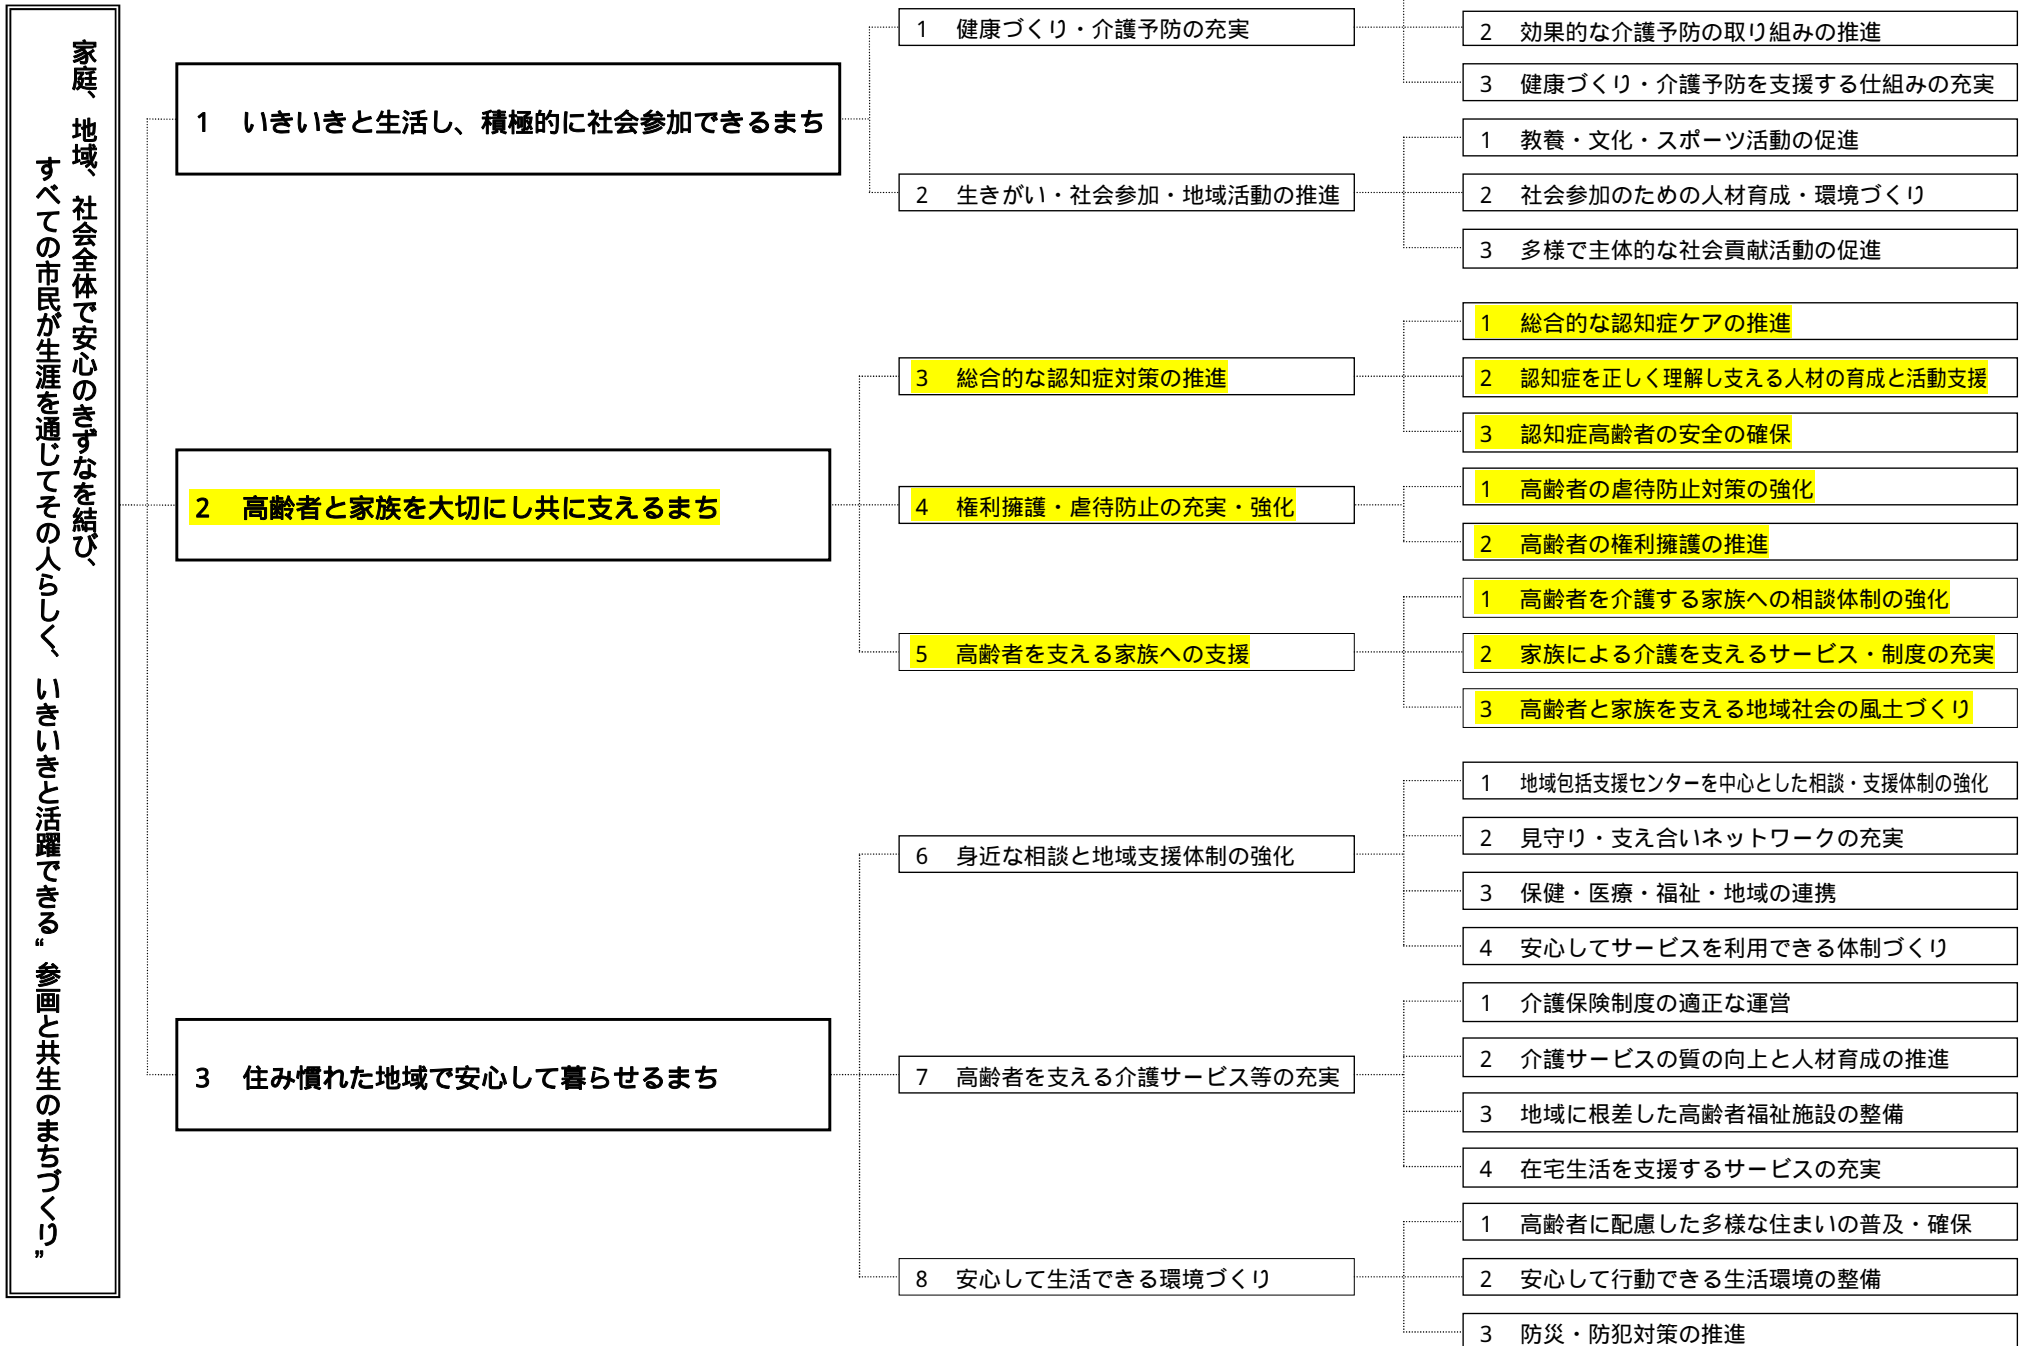 家庭、地域、社会全体で安心のきずなを結び、
すべての市民が生涯を通じてその人らしく、いきいきと活躍できる“参画と共生のまちづくり”
1 いきいきと生活し、積極的に社会参加できるまち
1 健康づくり・介護予防の充実
2 効果的な介護予防の取り組みの推進
3 健康づくり・介護予防を支援する仕組みの充実
2 生きがい・社会参加・地域活動の推進
1 教養・文化・スポーツ活動の促進
2 社会参加のための人材育成・環境づくり
3 多様で主体的な社会貢献活動の促進
2 高齢者と家族を大切にし共に支えるまち
3 総合的な認知症対策の推進
1 総合的な認知症ケアの推進
2 認知症を正しく理解し支える人材の育成と活動支援
3 認知症高齢者の安全の確保
4 権利擁護・虐待防止の充実・強化
1 高齢者の虐待防止対策の強化
2 高齢者の権利擁護の推進
5 高齢者を支える家族への支援
1 高齢者を介護する家族への相談体制の強化
2 家族による介護を支えるサービス・制度の充実
3 高齢者と家族を支える地域社会の風土づくり
3 住み慣れた地域で安心して暮らせるまち
6 身近な相談と地域支援体制の強化
1 地域包括支援センターを中心とした相談・支援体制の強化
2 見守り・支え合いネットワークの充実
3 保健・医療・福祉・地域の連携
4 安心してサービスを利用できる体制づくり
7 高齢者を支える介護サービス等の充実
1 介護保険制度の適正な運営
2 介護サービスの質の向上と人材育成の推進
3 地域に根差した高齢者福祉施設の整備
4 在宅生活を支援するサービスの充実
8 安心して生活できる環境づくり
1 高齢者に配慮した多様な住まいの普及・確保
2 安心して行動できる生活環境の整備
3 防災・防犯対策の推進